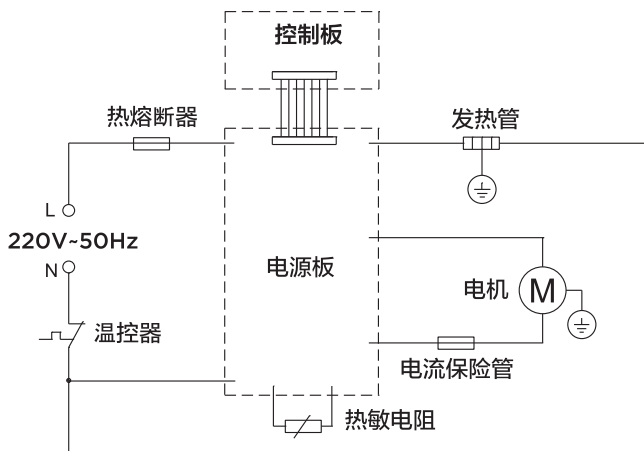 控制板
热熔断器
发热管
L
220V~50Hz
N
电源板
电机
M
温控器
电流保险管
热敏电阻